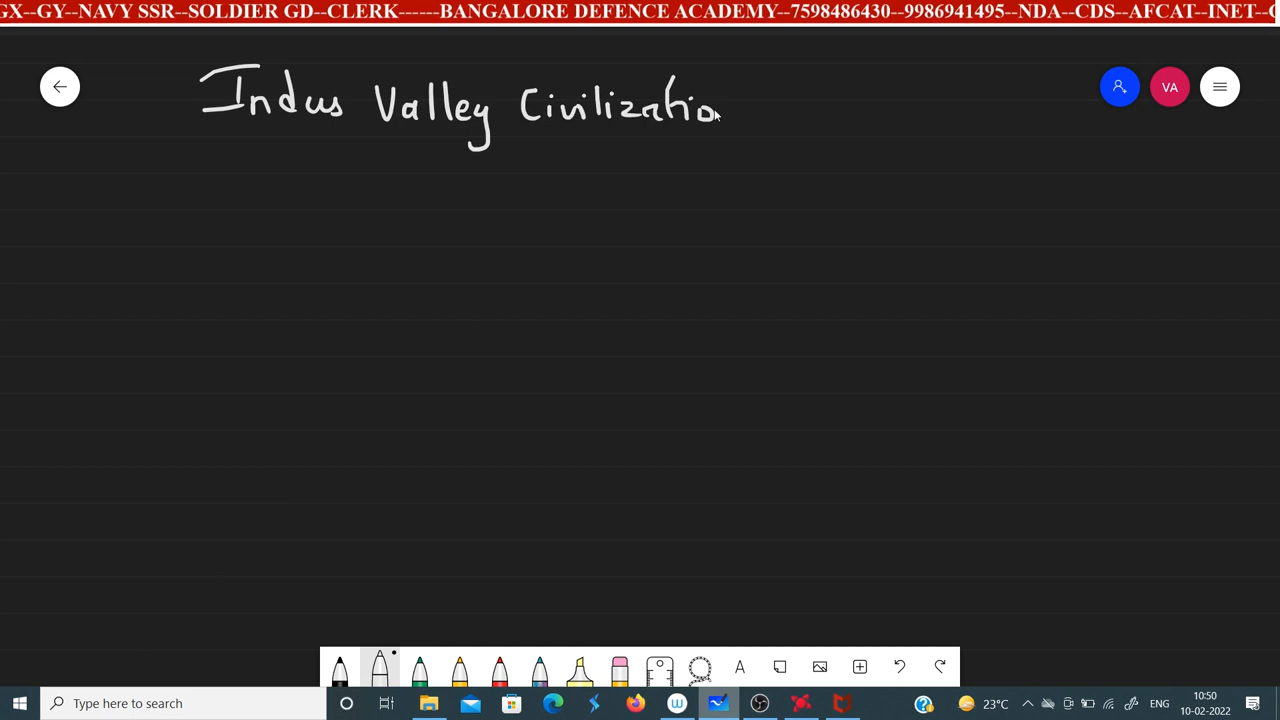 GX--GY--NAVY SSR--SOLDIER GD--CLERK------BANGALORE DEFENCE ACADEMY--7598486430--9986941495--NDA--CDS--AFCAT--INET--C
Indus Valley Civilizatio
VA
A
Type here to search
23°C
ENG
10:50
10-02-2022